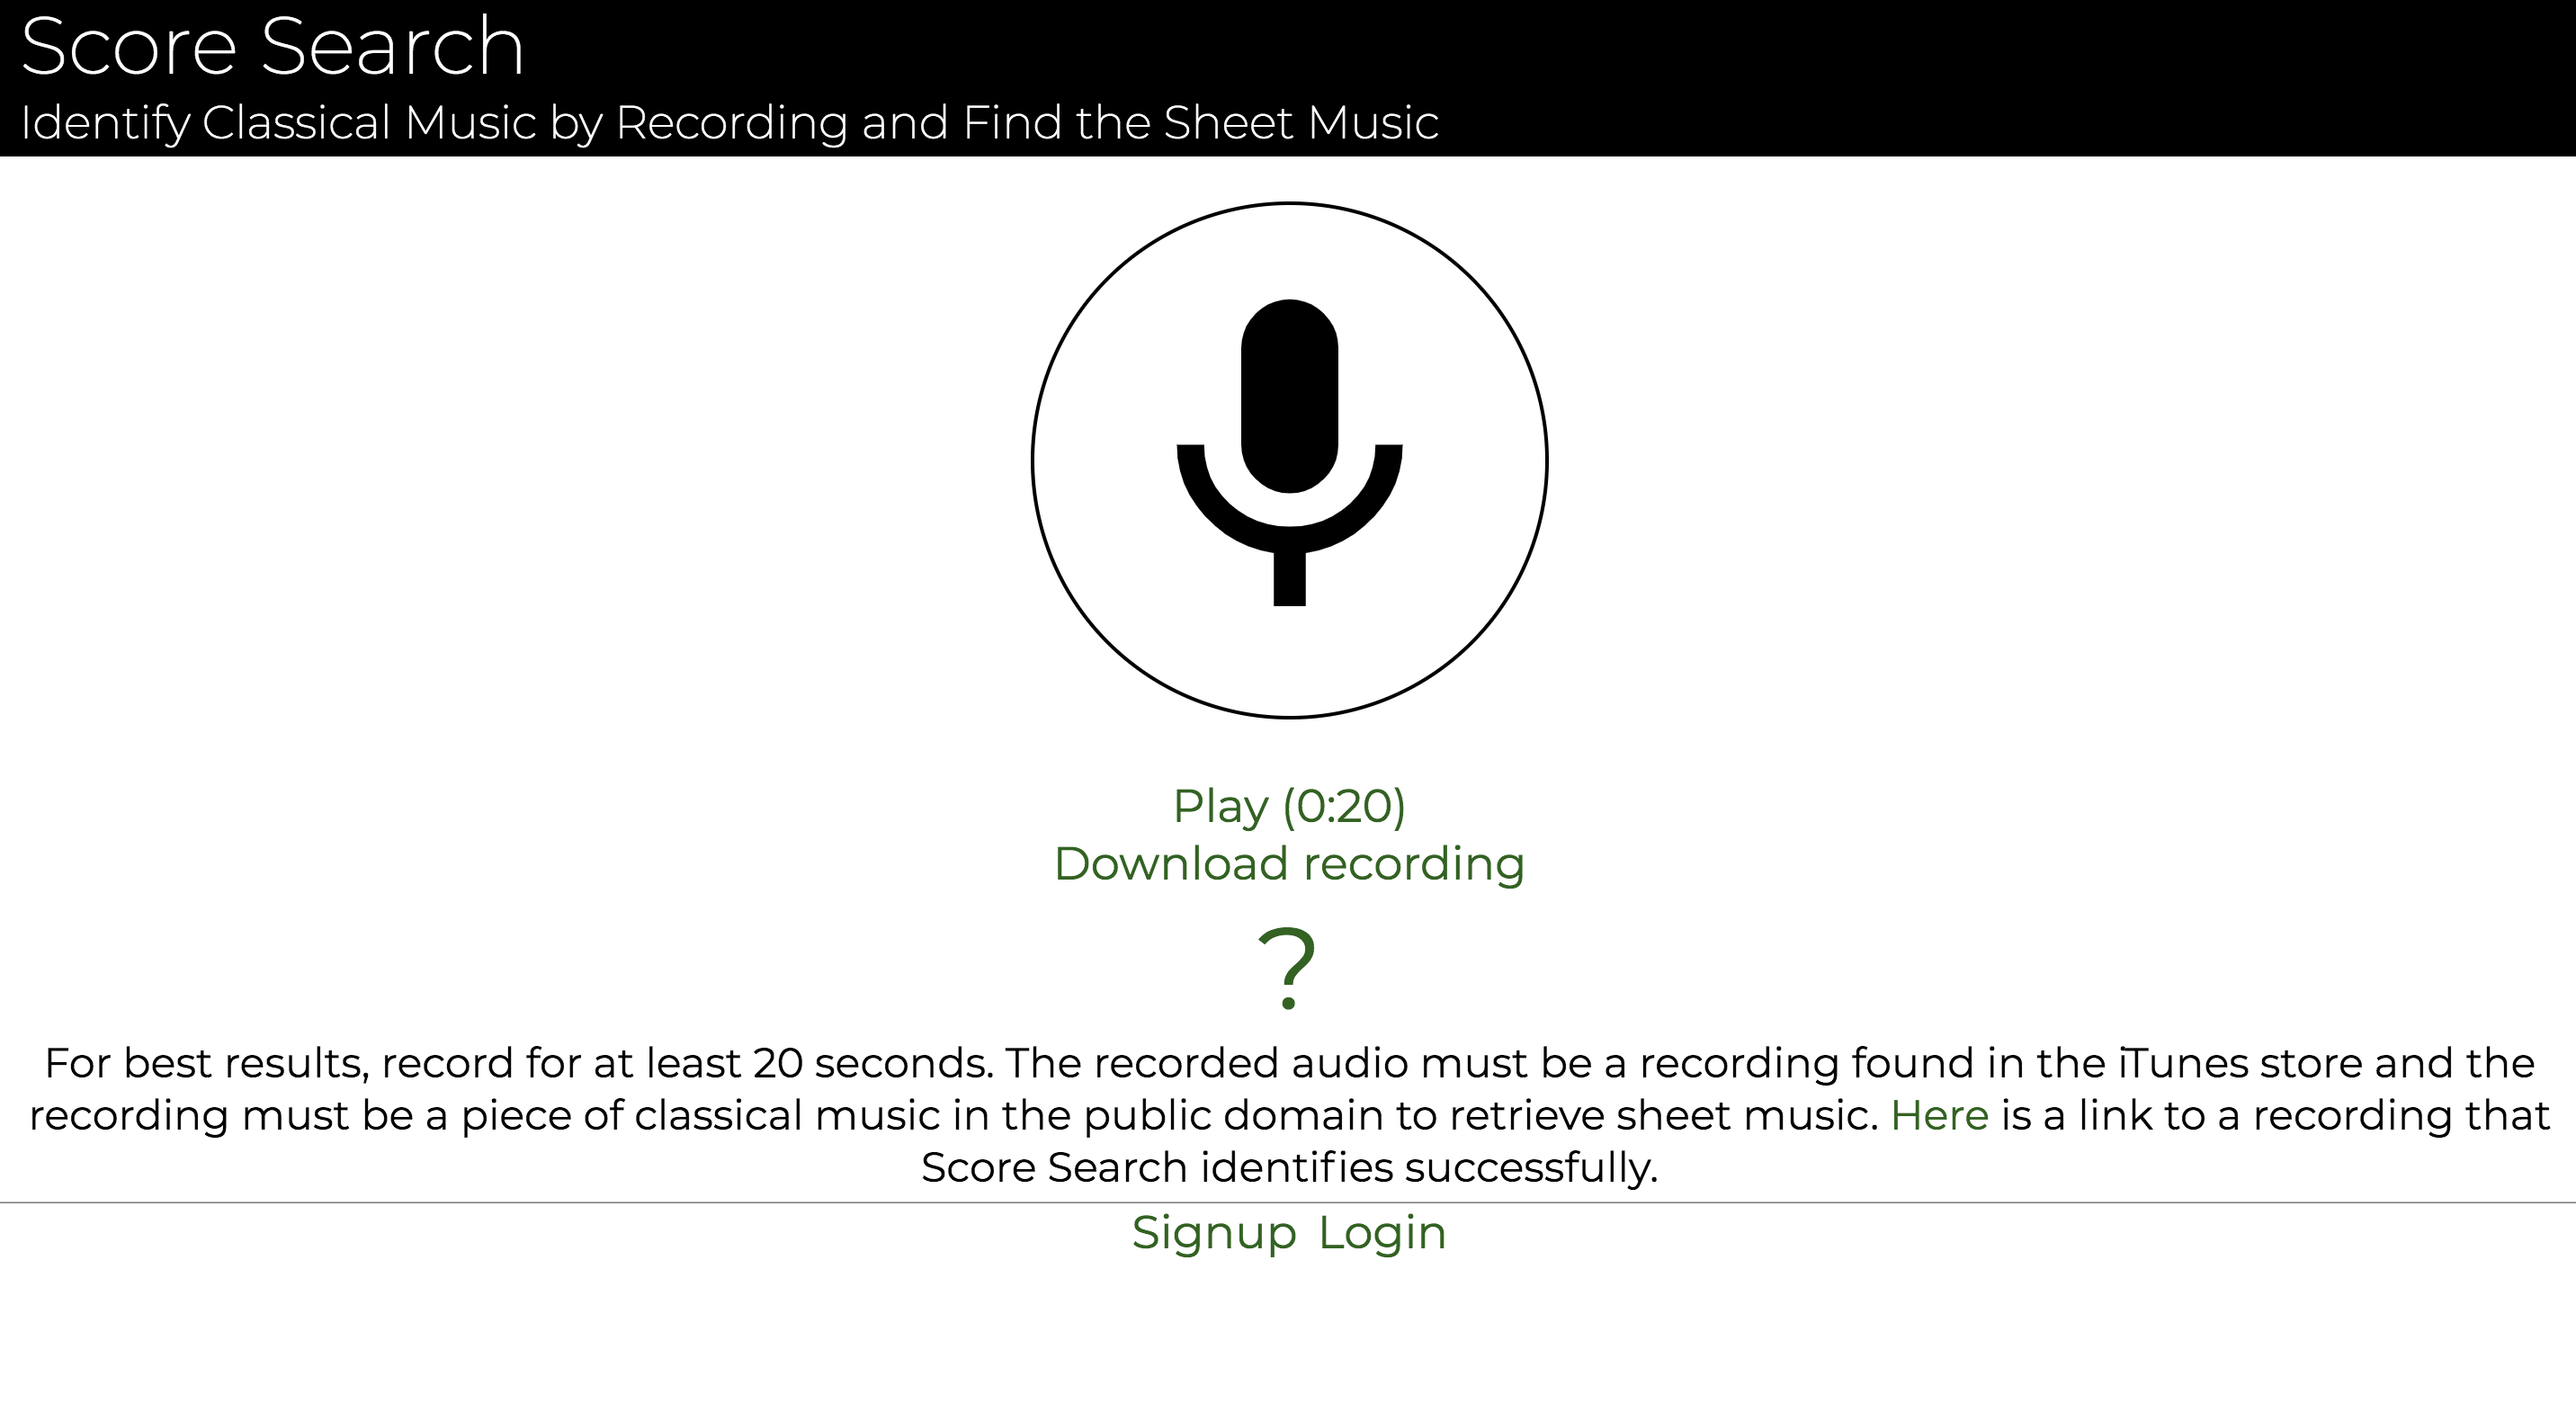 Score Search
Identify Classical Music by Recording and Find the Sheet Music
Play (0:20)
Download recording
?
For best results, record for at least 20 seconds. The recorded audio must be a recording found in the iTunes store and the
recording must be a piece of classical music in the public domain to retrieve sheet music. Here is a link to a recording that
Score Search identifies successfully.
Signup Login